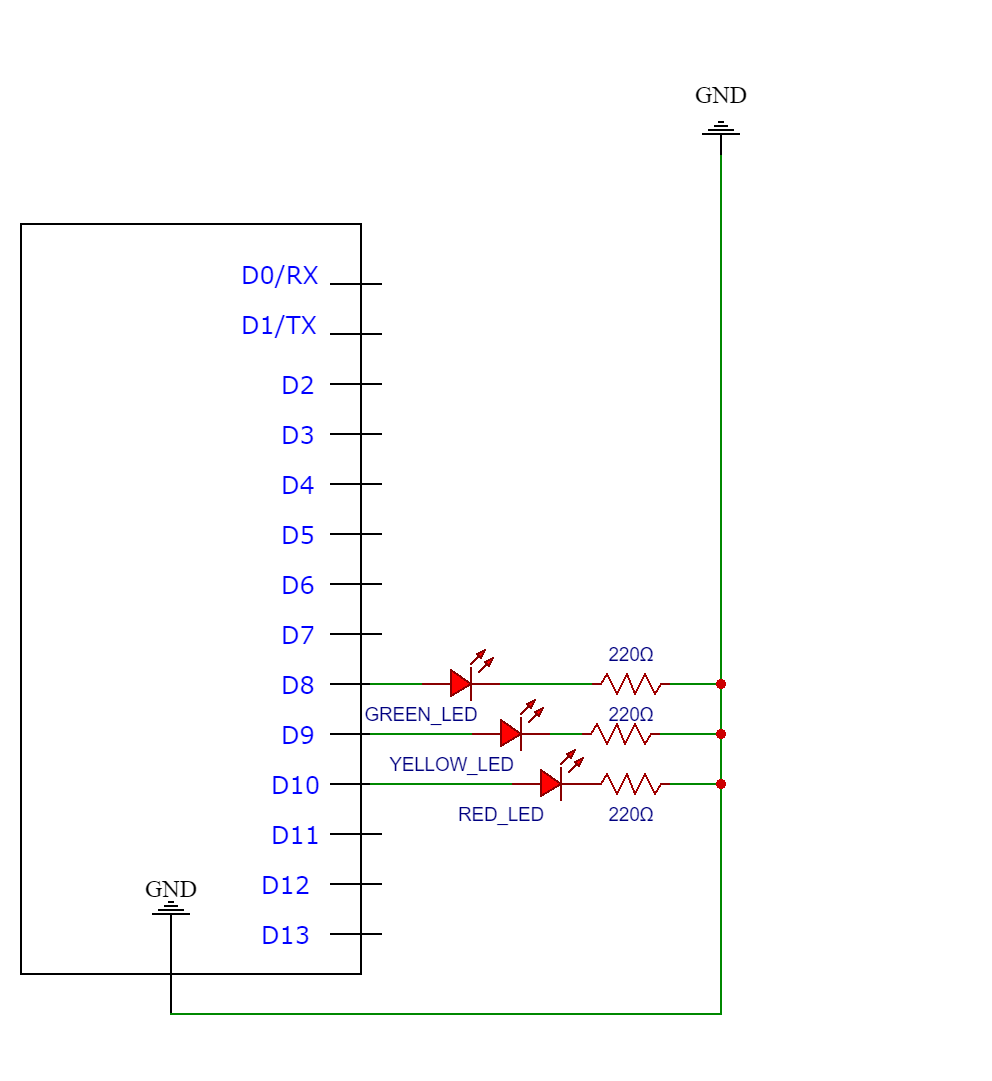 GND
D0/RX
D1/TX
D2
D3
D4
D5
D6
D7
220Ω
D8
GREEN_LED
220Ω
D9
YELLOW_LED
D10
RED_LED
220Ω
D11
D12
GND
D13